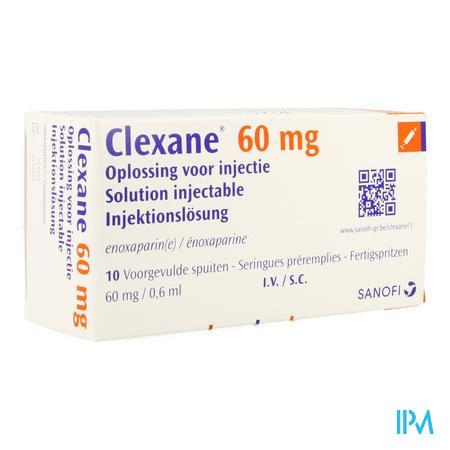 Clexane® 60 mg
Oplossing voor injectie
Solution injectable
Injektionslösung
enoxaparin(e) / énoxaparine
10 Voorgevulde spuiten - Seringues préremplies - Fertigspritzen
60 mg / 0,6 ml
I.V. / S.C.
www.sanofi-qr.be/clexane/1
SANOFI
Clexane 60 mg
Oplossing voor injectie
Solution injectable
Injektionslösung
IPM